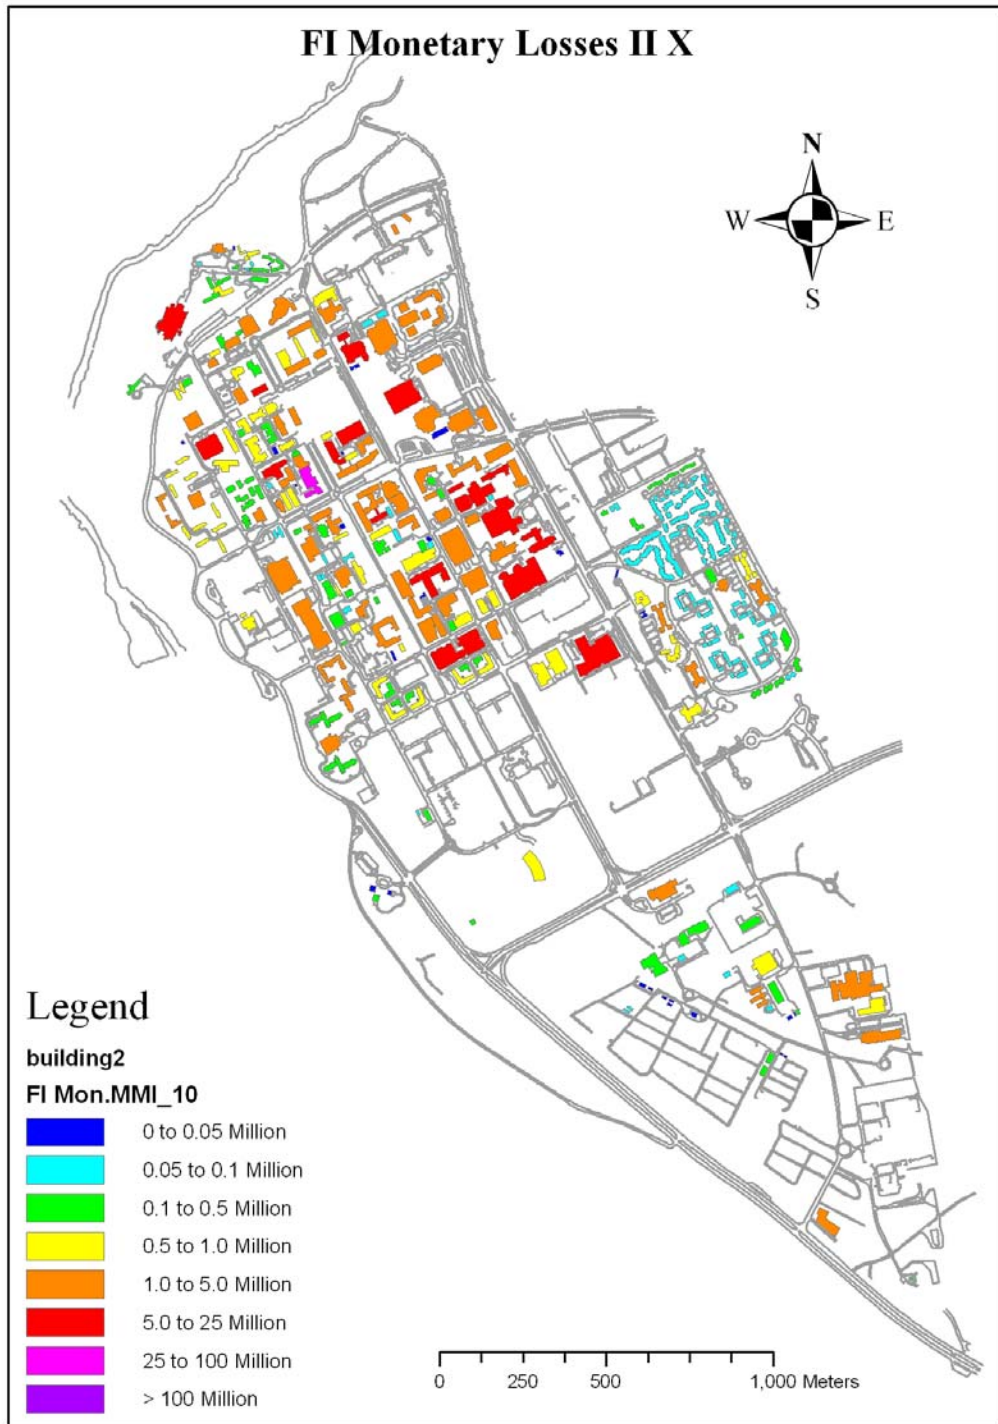 FI Monetary Losses II X
N
W
E
S
Legend
building2
FI Mon.MMI_10
0 to 0.05 Million
0.05 to 0.1 Million
0.1 to 0.5 Million
0.5 to 1.0 Million
1.0 to 5.0 Million
5.0 to 25 Million
25 to 100 Million
> 100 Million
0 250 500 1,000 Meters